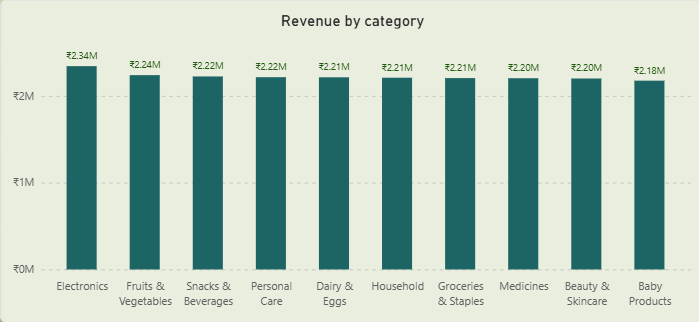 Revenue by category
₹2.34M
₹2.24M
₹2.22M
₹2.22M
₹2.21M
₹2.21M
₹2.21M
₹2.20M
₹2.20M
₹2.18M
₹2M
₹1M
₹0M
Electronics
Fruits &
Vegetables
Snacks &
Beverages
Personal
Care
Dairy &
Eggs
Household
Groceries
& Staples
Medicines
Beauty &
Skincare
Baby
Products